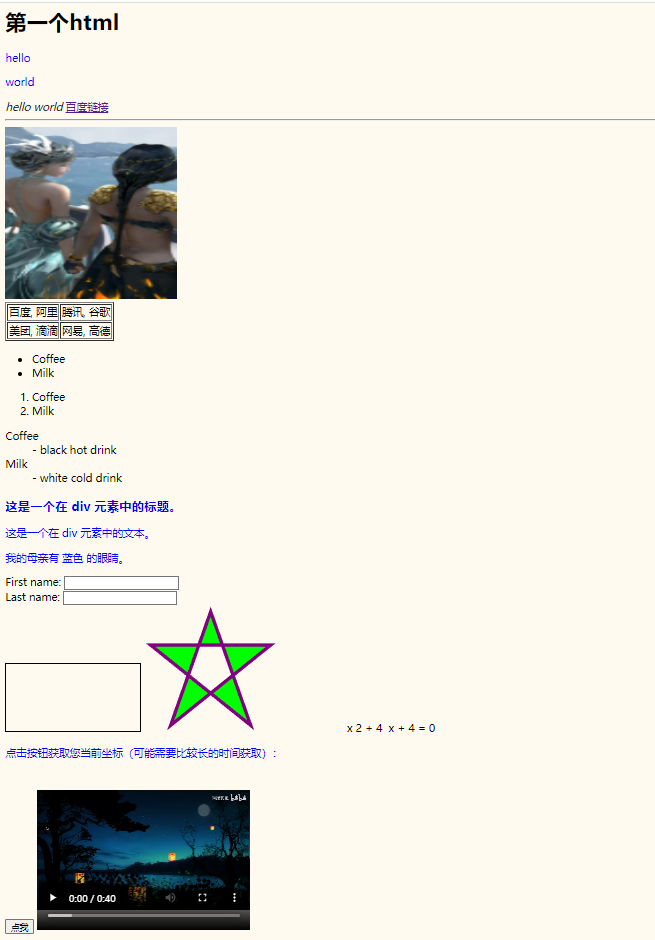 第一个html
hello
world
hello world 百度链接
百度, 阿里 腾讯, 谷歌
美团, 滴滴 网易, 高德
Coffee
Milk
1. Coffee
2. Milk
Coffee
- black hot drink
Milk
- white cold drink
这是一个在 div 元素中的标题。
这是一个在 div 元素中的文本。
我的母亲有 蓝色 的眼睛。
First name:
Last name:
x 2 + 4 x + 4 = 0
点击按钮获取您当前坐标（可能需要比较长的时间获取）:
0:00 / 0:40
点我